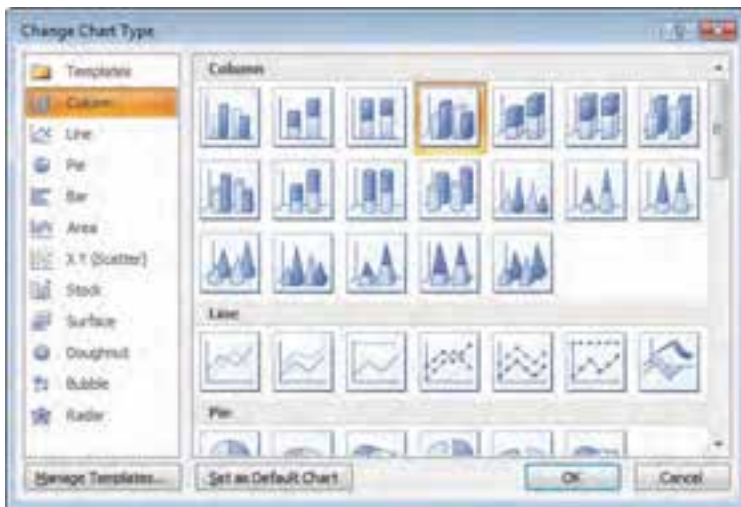 Change Chart Type
Templates
Column
Line
Pie
Bar
Area
X Y (Scatter)
Stock
Surface
Doughnut
Bubble
Radar
Column
Line
Pie
Manage Templates...
Set as Default Chart
OK
Cancel